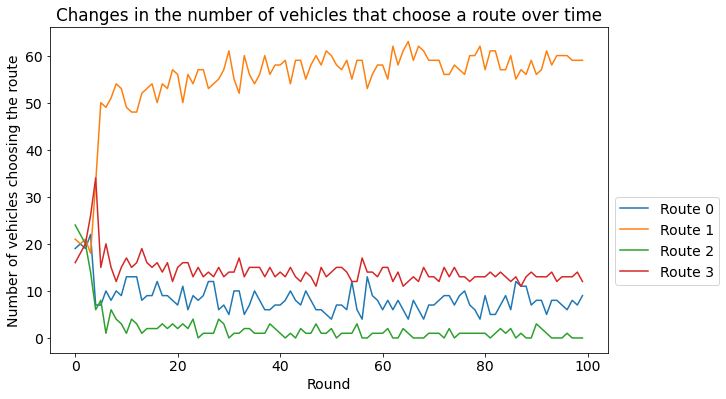 Changes in the number of vehicles that choose a route over time
Number of vehicles choosing the route
60
50
40
30
20
10
0
0
20
40
60
80
100
Round
Route 0
Route 1
Route 2
Route 3